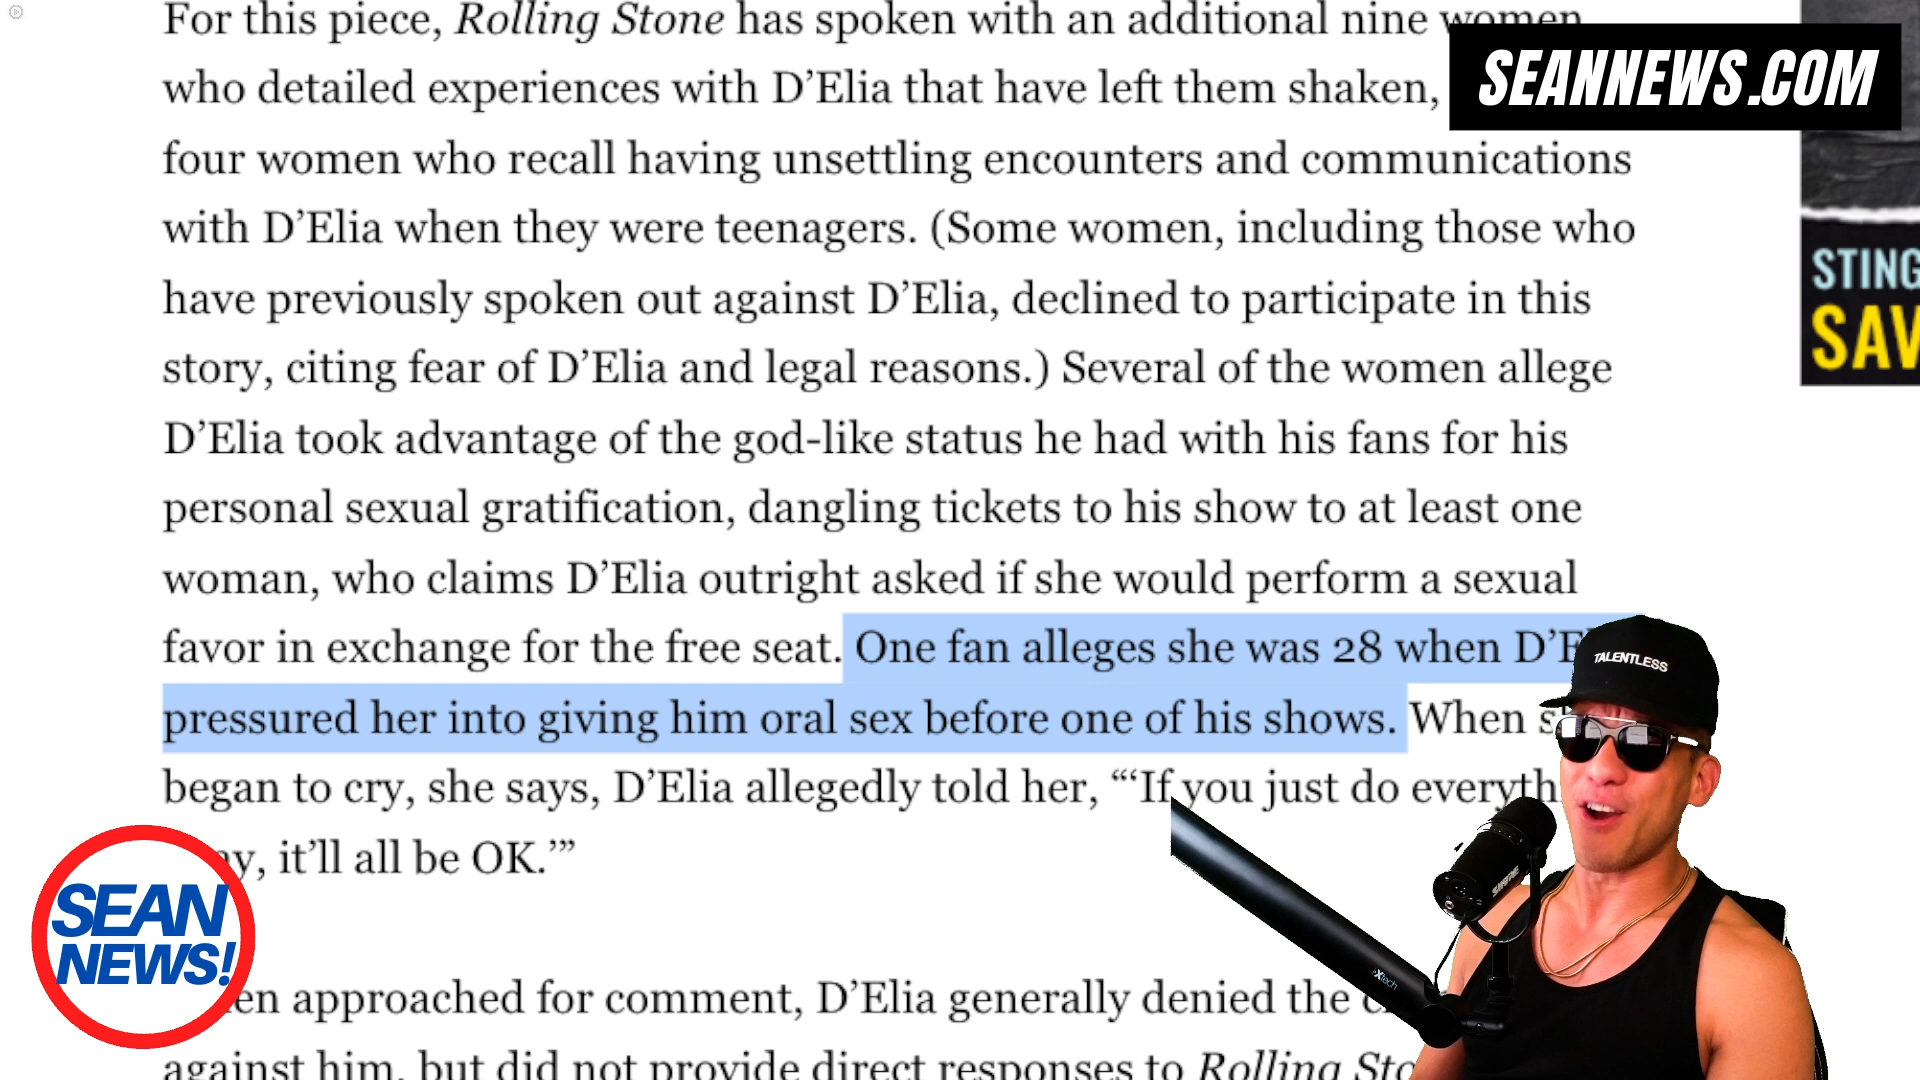 For this piece, Rolling Stone has spoken with an additional nine women
who detailed experiences with D’Elia that have left them shaken,
four women who recall having unsettling encounters and communications
with D’Elia when they were teenagers. (Some women, including those who
have previously spoken out against D’Elia, declined to participate in this
story, citing fear of D’Elia and legal reasons.) Several of the women allege
D’Elia took advantage of the god-like status he had with his fans for his
personal sexual gratification, dangling tickets to his show to at least one
woman, who claims D’Elia outright asked if she would perform a sexual
favor in exchange for the free seat. One fan alleges she was 28 when
pressured her into giving him oral sex before one of his shows. When
began to cry, she says, D’Elia allegedly told her, “‘If you just do
it’ll all be OK.’”
approached for comment, D’Elia generally denied the
against him, but did not provide direct responses to Rolling
SEANNEWS.COM
STING
SAV
TALENTLESS
SHURE
SEAN
NEWS!